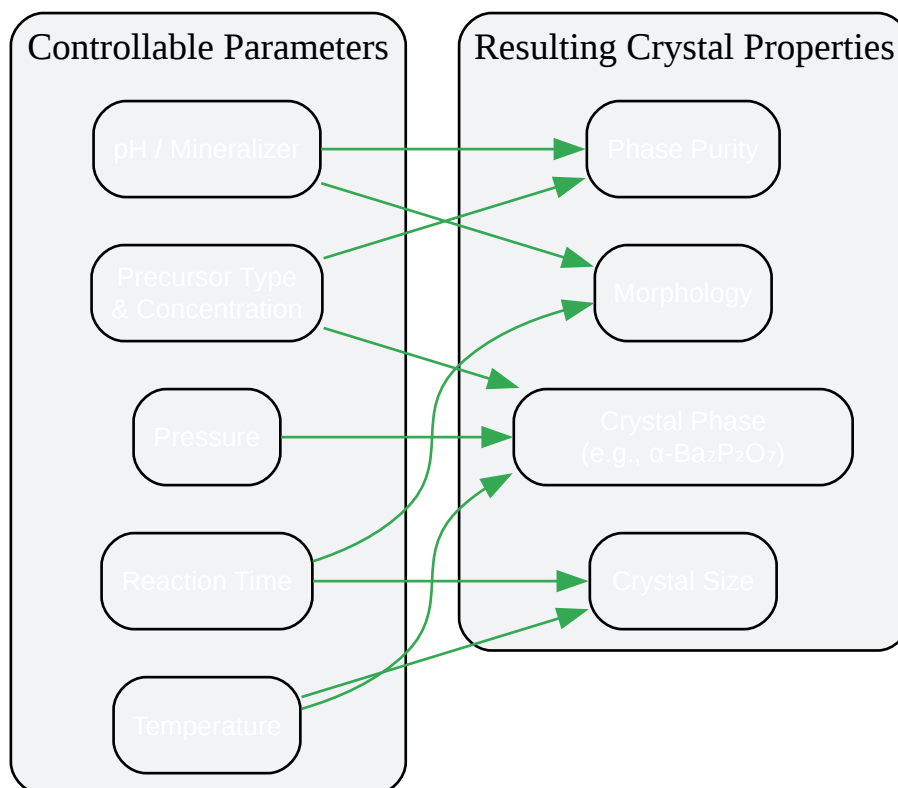 Controllable Parameters
pH / Mineralizer
Precursor Type
& Concentration
Pressure
Reaction Time
Temperature
Resulting Crystal Properties
Phase Purity
Morphology
Crystal Phase
(e.g., α-Ba₂P₂O₇)
Crystal Size